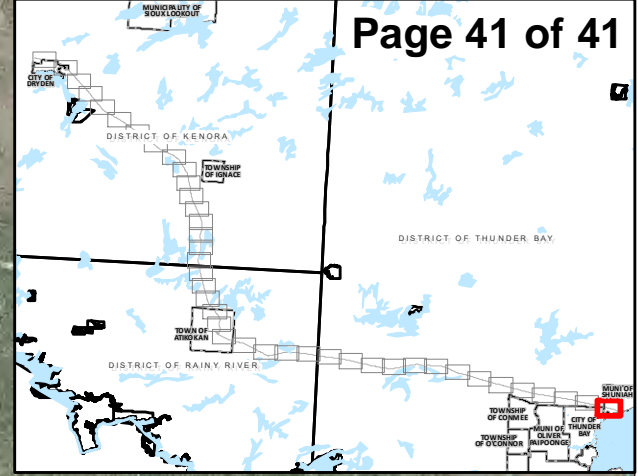 MUNICIPALITY OF
SIOUX LOOKOUT
Page 41 of 41
CITY OF
DRYDEN
DISTRICT OF KENORA
TOWNSHIP
OF IGNACE
DISTRICT OF THUNDER BAY
TOWN OF
ATIKOKAN
DISTRICT OF RAINY RIVER
MUNI OF
SHUNIAH
TOWNSHIP
OF CONMEE
CITY OF
THUNDER
BAY
MUNI OF
OLIVER
PAIPOONGE
TOWNSHIP
OF O'CONNOR